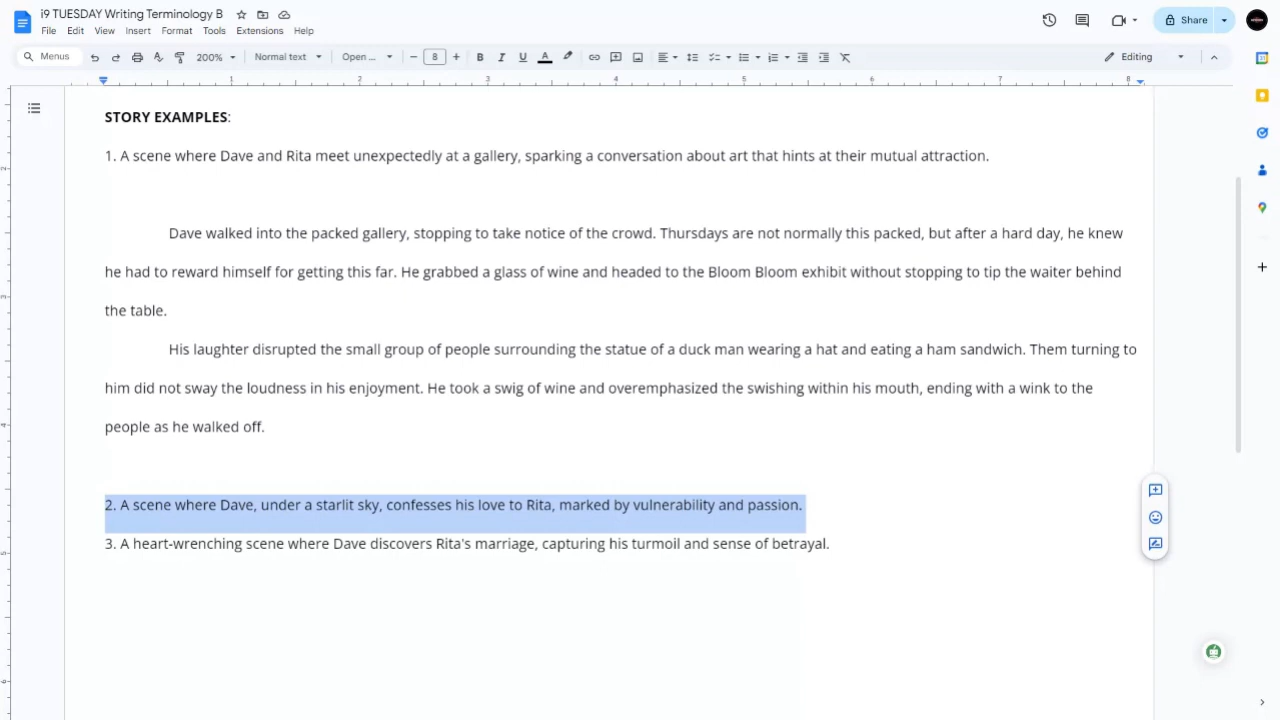 i9 TUESDAY Writing Terminology B
File Edit View Insert Format Tools Extensions Help
Share
Menus 200% Normal text Open ... 8 B I U A Editing
1 2 3 4 5 6 7 8
STORY EXAMPLES:
1. A scene where Dave and Rita meet unexpectedly at a gallery, sparking a conversation about art that hints at their mutual attraction.
Dave walked into the packed gallery, stopping to take notice of the crowd. Thursdays are not normally this packed, but after a hard day, he knew
he had to reward himself for getting this far. He grabbed a glass of wine and headed to the Bloom Bloom exhibit without stopping to tip the waiter behind
the table.
His laughter disrupted the small group of people surrounding the statue of a duck man wearing a hat and eating a ham sandwich. Them turning to
him did not sway the loudness in his enjoyment. He took a swig of wine and overemphasized the swishing within his mouth, ending with a wink to the
people as he walked off.
2. A scene where Dave, under a starlit sky, confesses his love to Rita, marked by vulnerability and passion.
3. A heart-wrenching scene where Dave discovers Rita's marriage, capturing his turmoil and sense of betrayal.